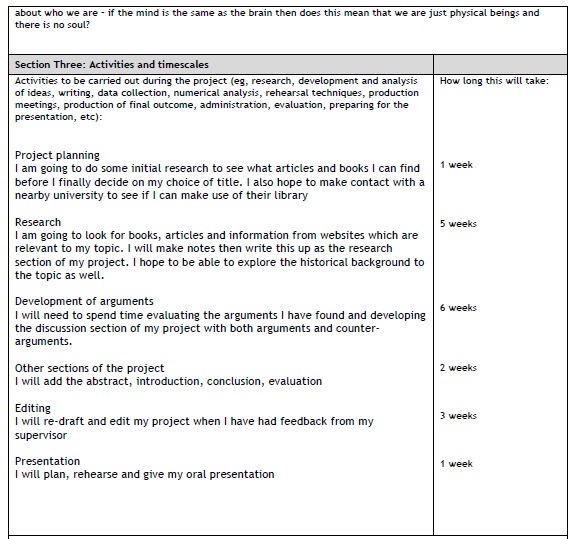 about who we are – if the mind is the same as the brain then does this mean that we are just physical beings and
there is no soul?
Section Three: Activities and timescales
Activities to be carried out during the project (eg, research, development and analysis
of ideas, writing, data collection, numerical analysis, rehearsal techniques, production
meetings, production of final outcome, administration, evaluation, preparing for the
presentation, etc):
How long this will take:
Project planning
I am going to do some initial research to see what articles and books I can find
before I finally decide on my choice of title. I also hope to make contact with a
nearby university to see if I can make use of their library
1 week
Research
I am going to look for books, articles and information from websites which are
relevant to my topic. I will make notes then write this up as the research
section of my project. I hope to be able to explore the historical background to
the topic as well.
5 weeks
Development of arguments
I will need to spend time evaluating the arguments I have found and developing
the discussion section of my project with both arguments and counter-
arguments.
6 weeks
Other sections of the project
I will add the abstract, introduction, conclusion, evaluation
2 weeks
Editing
I will re-draft and edit my project when I have had feedback from my
supervisor
3 weeks
Presentation
I will plan, rehearse and give my oral presentation
1 week